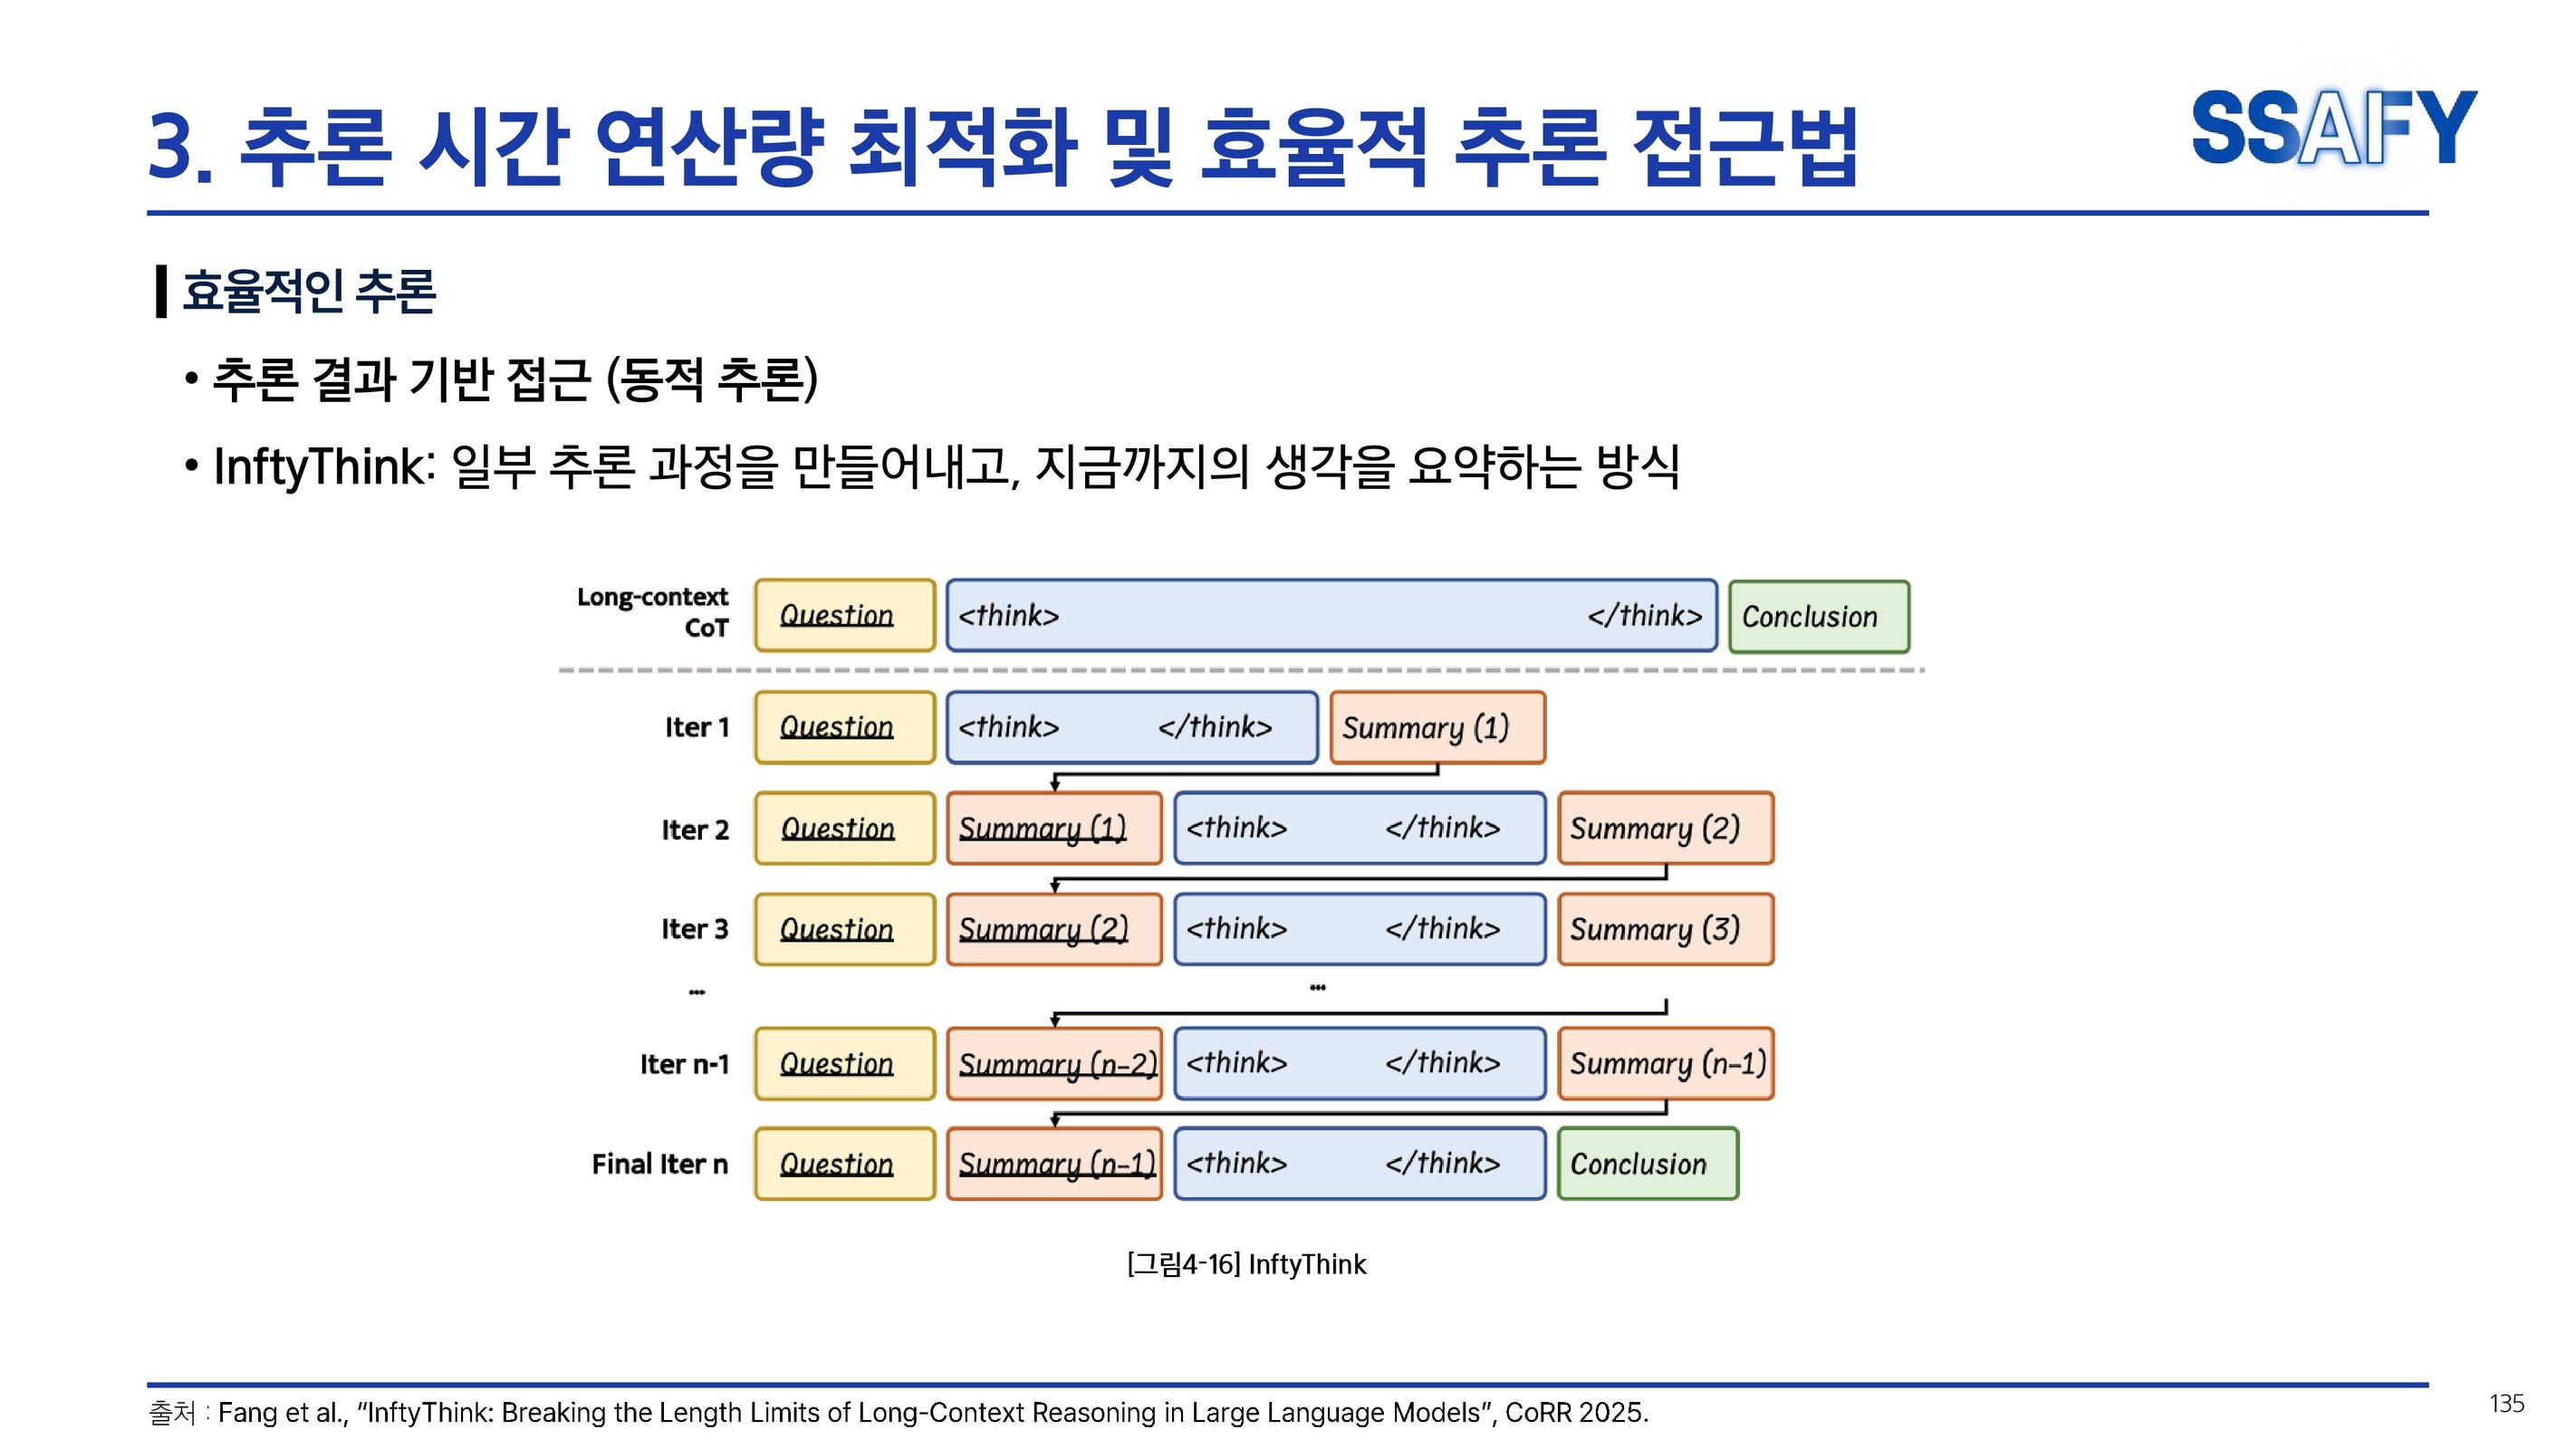 3. 추론 시간 연산량 최적화 및 효율적 추론 접근법
SSAFY
효율적인 추론
• 추론 결과 기반 접근 (동적 추론)
• InftyThink: 일부 추론 과정을 만들어내고, 지금까지의 생각을 요약하는 방식
Long-context
CoT
Question <think> </think> Conclusion
Iter 1 Question <think> </think> Summary (1)
Iter 2 Question Summary (1) <think> </think> Summary (2)
Iter 3 Question Summary (2) <think> </think> Summary (3)
... ...
Iter n-1 Question Summary (n-2) <think> </think> Summary (n-1)
Final Iter n Question Summary (n-1) <think> </think> Conclusion
[그림4-16] InftyThink
출처 : Fang et al., “InftyThink: Breaking the Length Limits of Long-Context Reasoning in Large Language Models”, CoRR 2025.
135